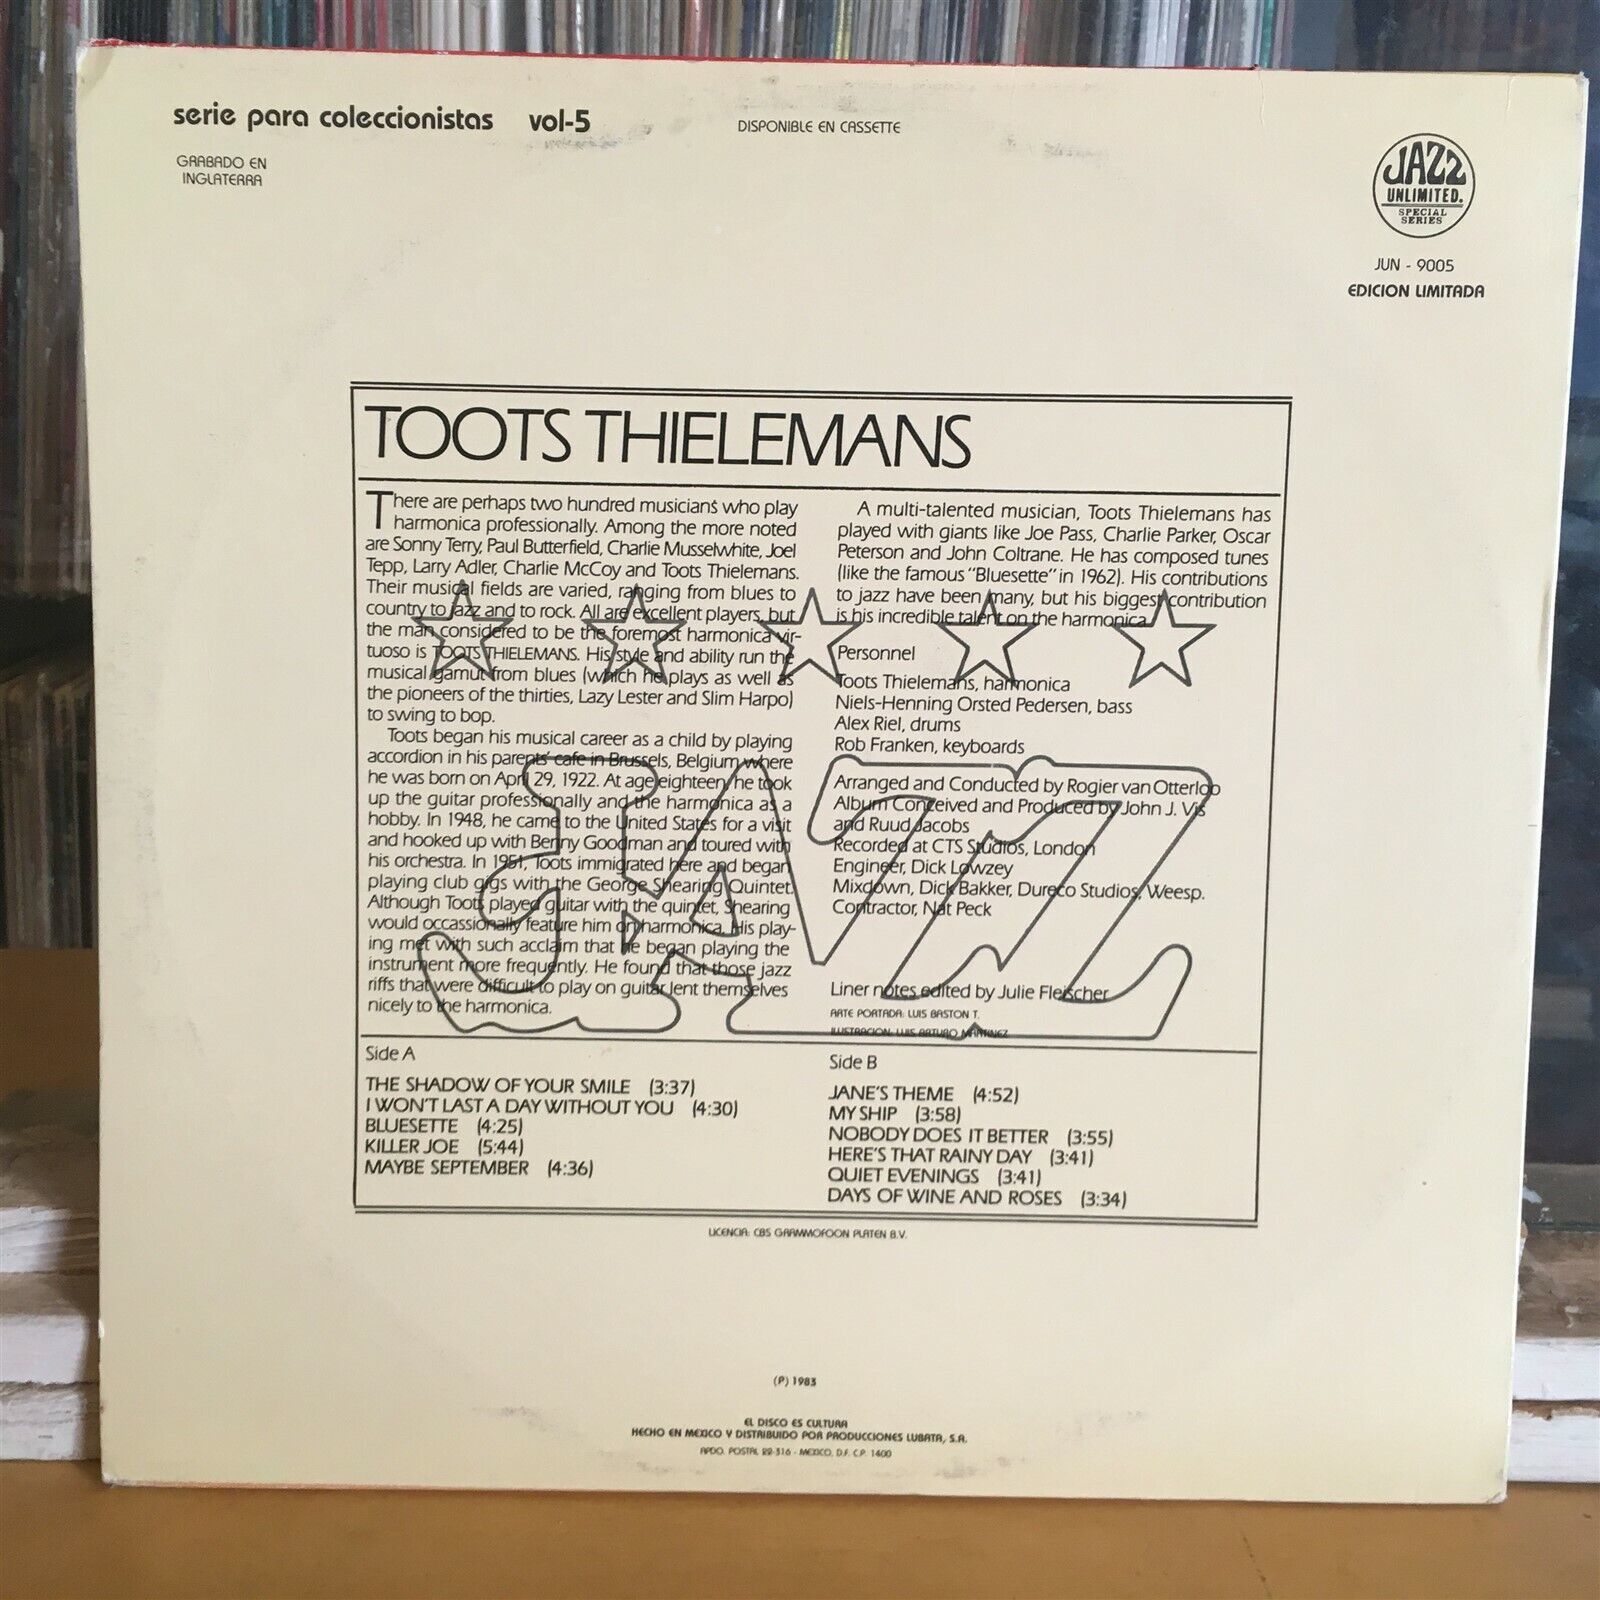 serie para coleccionistas vol-5
DISPONIBLE EN CASSETTE
GRABADO EN
INGLATERRA
JAZZ
UNLIMITED.
SPECIAL
SERIES
JUN - 9005
EDICION LIMITADA
TOOTS THIELEMANS
There are perhaps two hundred musicians who play
harmonica professionally. Among the more noted
are Sonny Terry, Paul Butterfield, Charlie Musselwhite, Joel
Tepp, Larry Adler, Charlie McCoy and Toots Thielemans.
Their musical fields are varied, ranging from blues to
country to jazz and to rock. All are excellent players, but
the man considered to be the foremost harmonica vir-
tuoso is TOOTS THIELEMANS. His style and ability run the
musical gamut from blues (which he plays as well as
the pioneers of the thirties, Lazy Lester and Slim Harpo)
to swing to bop.
Toots began his musical career as a child by playing
accordion in his parents' cafe in Brussels, Belgium where
he was born on April 29, 1922. At age eighteen he took
up the guitar professionally and the harmonica as a
hobby. In 1948, he came to the United States for a visit
and hooked up with Benny Goodman and toured with
his orchestra. In 1951, Toots immigrated here and began
playing club gigs with the George Shearing Quintet.
Although Toots played guitar with the quintet, Shearing
would occassionally feature him on harmonica. His play-
ing met with such acclaim that he began playing the
instrument more frequently. He found that those jazz
riffs that were difficult to play on guitar lent themselves
nicely to the harmonica.
A multi-talented musician, Toots Thielemans has
played with giants like Joe Pass, Charlie Parker, Oscar
Peterson and John Coltrane. He has composed tunes
(like the famous "Bluesette" in 1962). His contributions
to jazz have been many, but his biggest contribution
is his incredible talent on the harmonica.
Personnel
Toots Thielemans, harmonica
Niels-Henning Orsted Pedersen, bass
Alex Riel, drums
Rob Franken, keyboards
Arranged and Conducted by Rogier van Otterloo
Album Conceived and Produced by John J. Vis
and Ruud Jacobs
Recorded at CTS Studios, London
Engineer, Dick Lowzey
Mixdown, Dick Bakker, Dureco Studios, Weesp.
Contractor, Nat Peck
Liner notes edited by Julie Fleischer
ARTE PORTADA: LUIS BASTON T.
ILUSTRACION: LUIS ARTURO MARTINEZ
JAZZ
Side A
THE SHADOW OF YOUR SMILE (3:37)
I WON'T LAST A DAY WITHOUT YOU (4:30)
BLUESETTE (4:25)
KILLER JOE (5:44)
MAYBE SEPTEMBER (4:36)
Side B
JANE'S THEME (4:52)
MY SHIP (3:58)
NOBODY DOES IT BETTER (3:55)
HERE'S THAT RAINY DAY (3:41)
QUIET EVENINGS (3:41)
DAYS OF WINE AND ROSES (3:34)
LICENCIA: CBS GRAMMOFOON PLATEN B.V.
(P) 1983
EL DISCO ES CULTURA
HECHO EN MEXICO Y DISTRIBUIDO POR PRODUCCIONES LUBATA, S.A.
APDO. POSTAL 22-316 - MEXICO, D.F. C.P. 1400